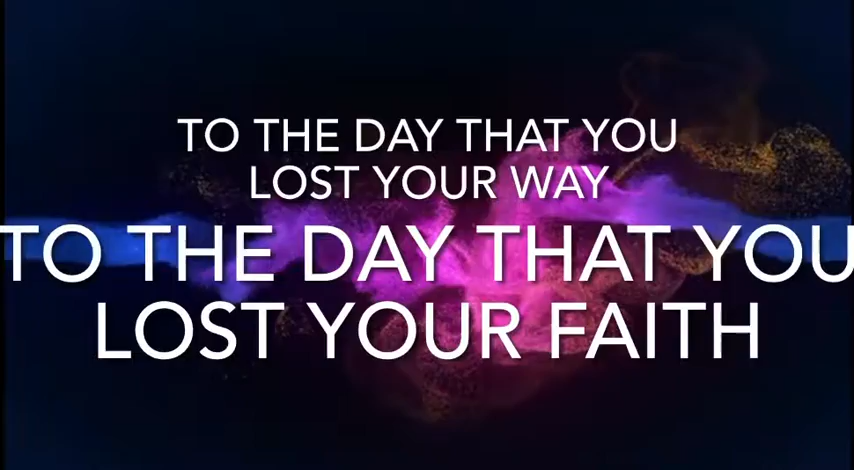 TO THE DAY THAT YOU
LOST YOUR WAY
TO THE DAY THAT YOU
LOST YOUR FAITH